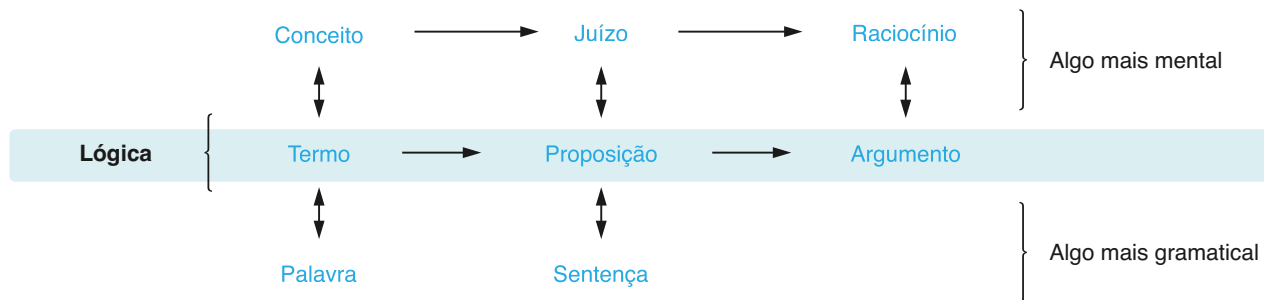 Conceito Juízo Raciocínio
Algo mais mental
Lógica Termo Proposição Argumento
Algo mais gramatical
Palavra Sentença